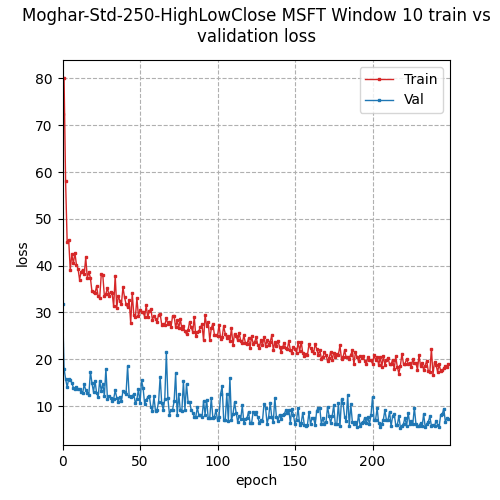 Moghar-Std-250-HighLowClose MSFT Window 10 train vs
validation loss
Train
Val
80
70
60
50
40
30
20
10
loss
0
50
100
150
200
epoch